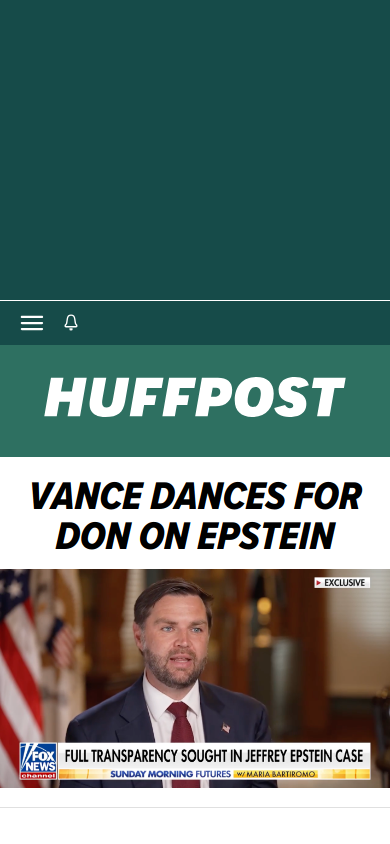 HUFFPOST
VANCE DANCES FOR
DON ON EPSTEIN
EXCLUSIVE
FOX
NEWS
channel
FULL TRANSPARENCY SOUGHT IN JEFFREY EPSTEIN CASE
SUNDAY MORNING FUTURES W/ MARIA BARTIROMO